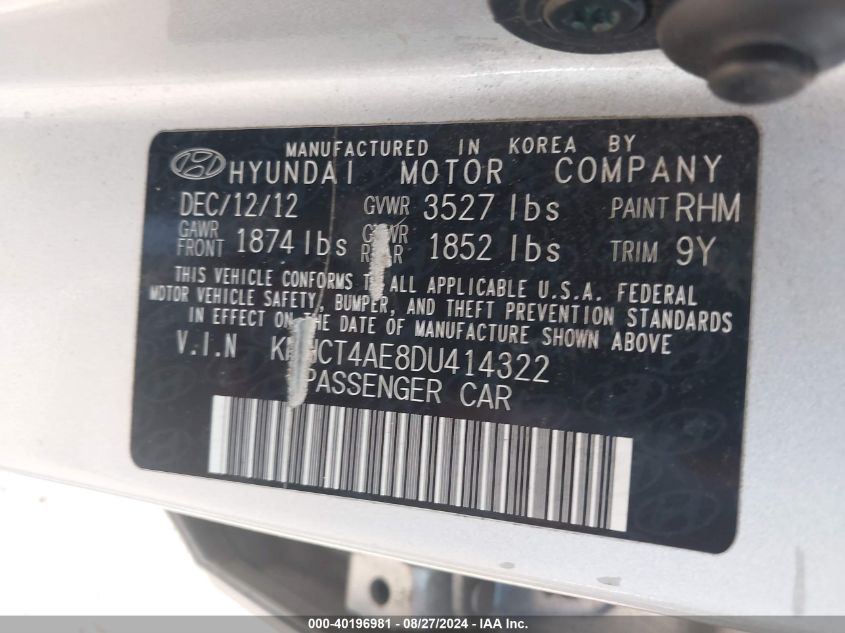 MANUFACTURED IN KOREA BY
HYUNDAI MOTOR COMPANY
DEC/12/12 GVWR 3527 lbs PAINT RHM
GAWR FRONT 1874 lbs 1852 lbs TRIM 9Y
THIS VEHICLE CONFORMS TO ALL APPLICABLE U.S.A. FEDERAL
MOTOR VEHICLE SAFETY, BUMPER, AND THEFT PREVENTION STANDARDS
IN EFFECT ON THE DATE OF MANUFACTURE SHOWN ABOVE
V.I.N CT4AE8DU414322
PASSENGER CAR
000-40196981 - 08/27/2024 - IAA Inc.